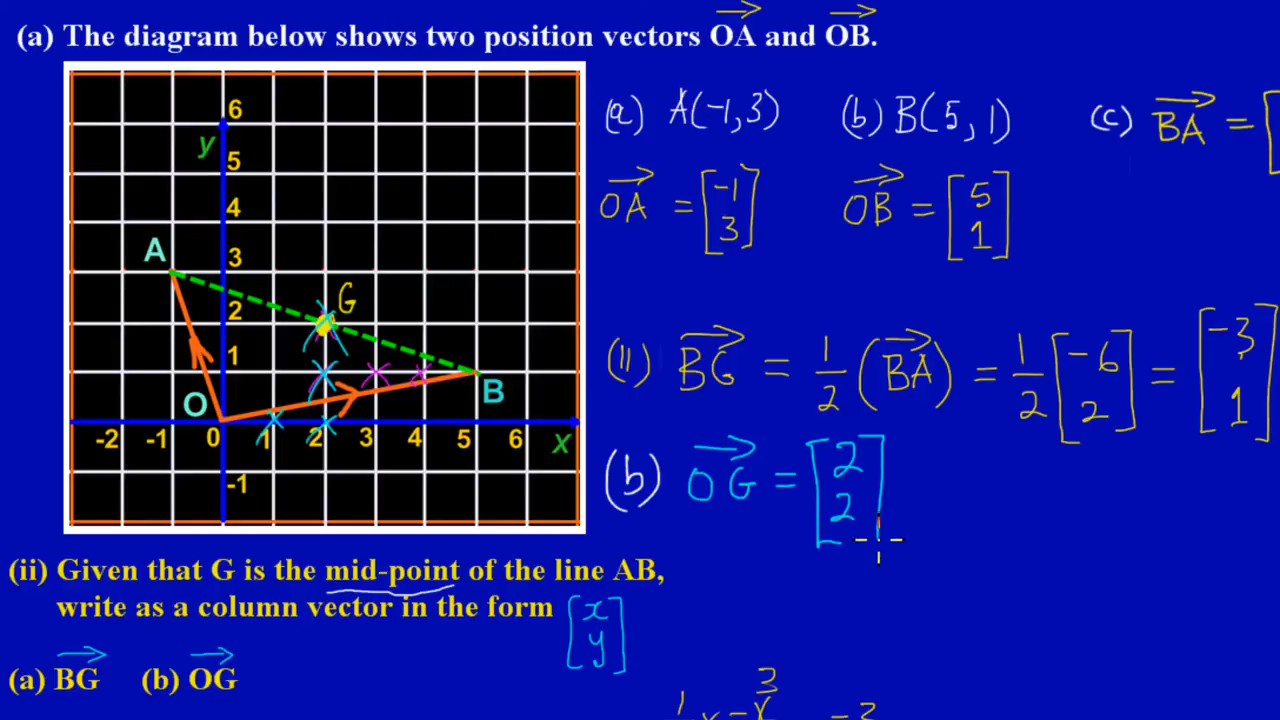 (a) The diagram below shows two position vectors OA and OB.
6
y
5
4
A
3
G
2
1
O
B
-2 -1 0 1 2 3 4 5 6 x
-1
(a) A(-1, 3) (b) B(5, 1) (c) BA = [
OA = [-1 3] OB = [5 1]
(11) BG = 1/2 (BA) = 1/2 [-6 2] = [-3 1]
(b) OG = [2 2]
(ii) Given that G is the mid-point of the line AB,
write as a column vector in the form [x y]
(a) BG (b) OG